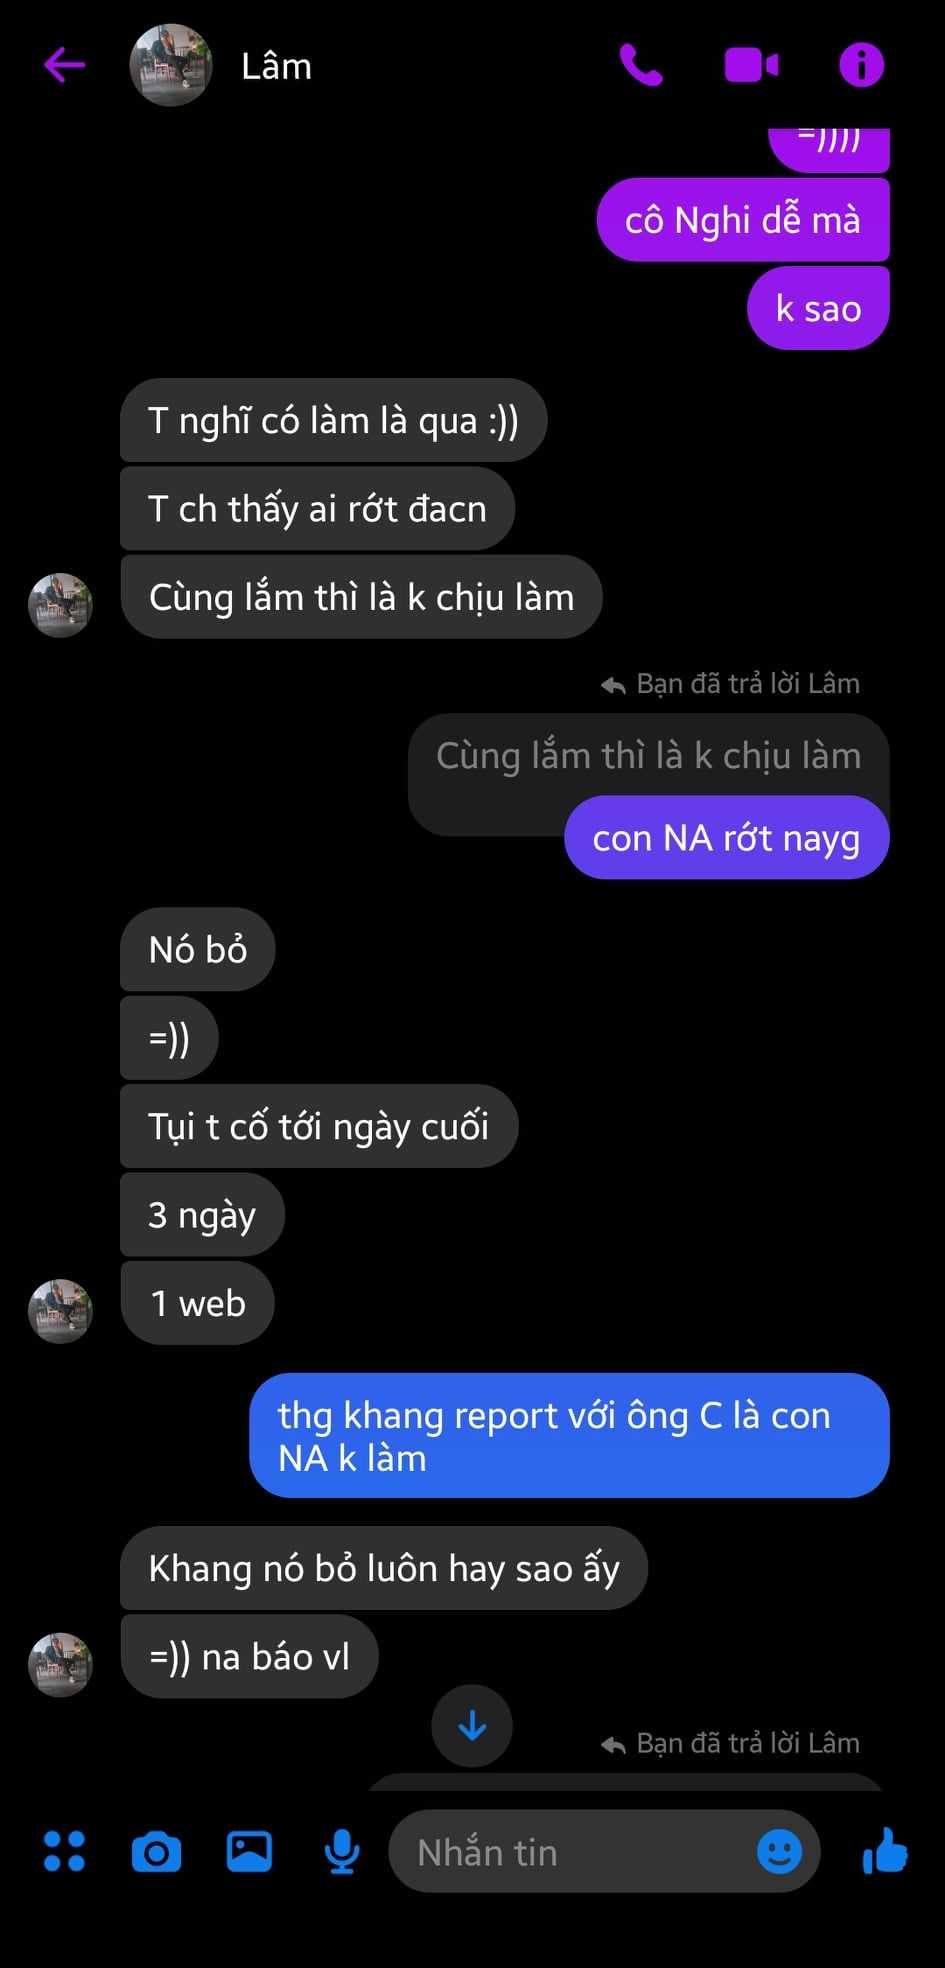 Lâm
=))))
cô Nghi dễ mà
k sao
T nghĩ có làm là qua :))
T ch thấy ai rớt đacn
Cùng lắm thì là k chịu làm
Bạn đã trả lời Lâm
Cùng lắm thì là k chịu làm
con NA rớt nayg
Nó bỏ
=))
Tụi t cố tới ngày cuối
3 ngày
1 web
thg khang report với ông C là con
NA k làm
Khang nó bỏ luôn hay sao ấy
=)) na báo vl
Bạn đã trả lời Lâm
Nhắn tin